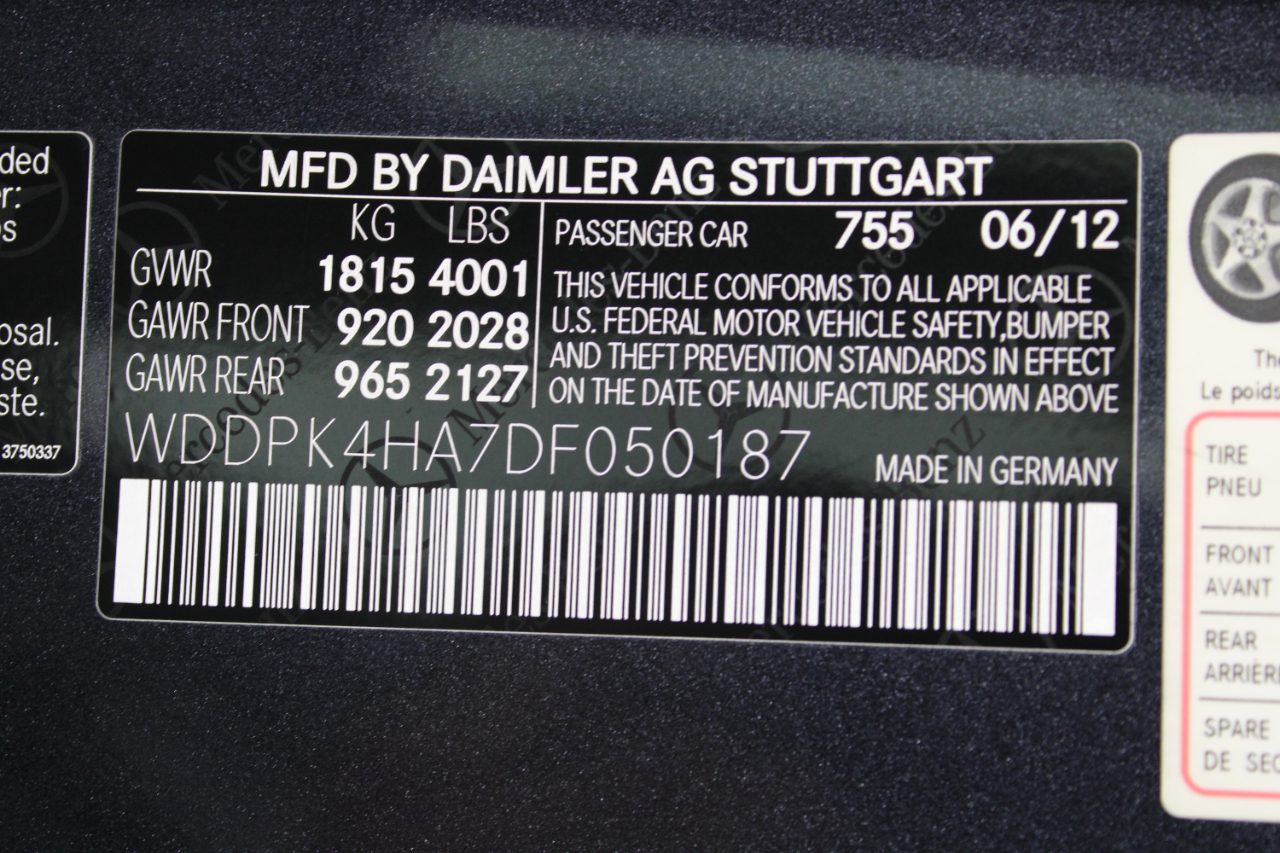 ded
er:
os
osal.
se,
ste.
3750337
MFD BY DAIMLER AG STUTTGART
KG LBS
GVWR 1815 4001
GAWR FRONT 920 2028
GAWR REAR 965 2127
PASSENGER CAR 755 06/12
THIS VEHICLE CONFORMS TO ALL APPLICABLE
U.S. FEDERAL MOTOR VEHICLE SAFETY,BUMPER
AND THEFT PREVENTION STANDARDS IN EFFECT
ON THE DATE OF MANUFACTURE SHOWN ABOVE
WDDPK4HA7DF050187
MADE IN GERMANY
The
Le poids
TIRE
PNEU
FRONT
AVANT
REAR
ARRIÈRE
SPARE
DE SEC